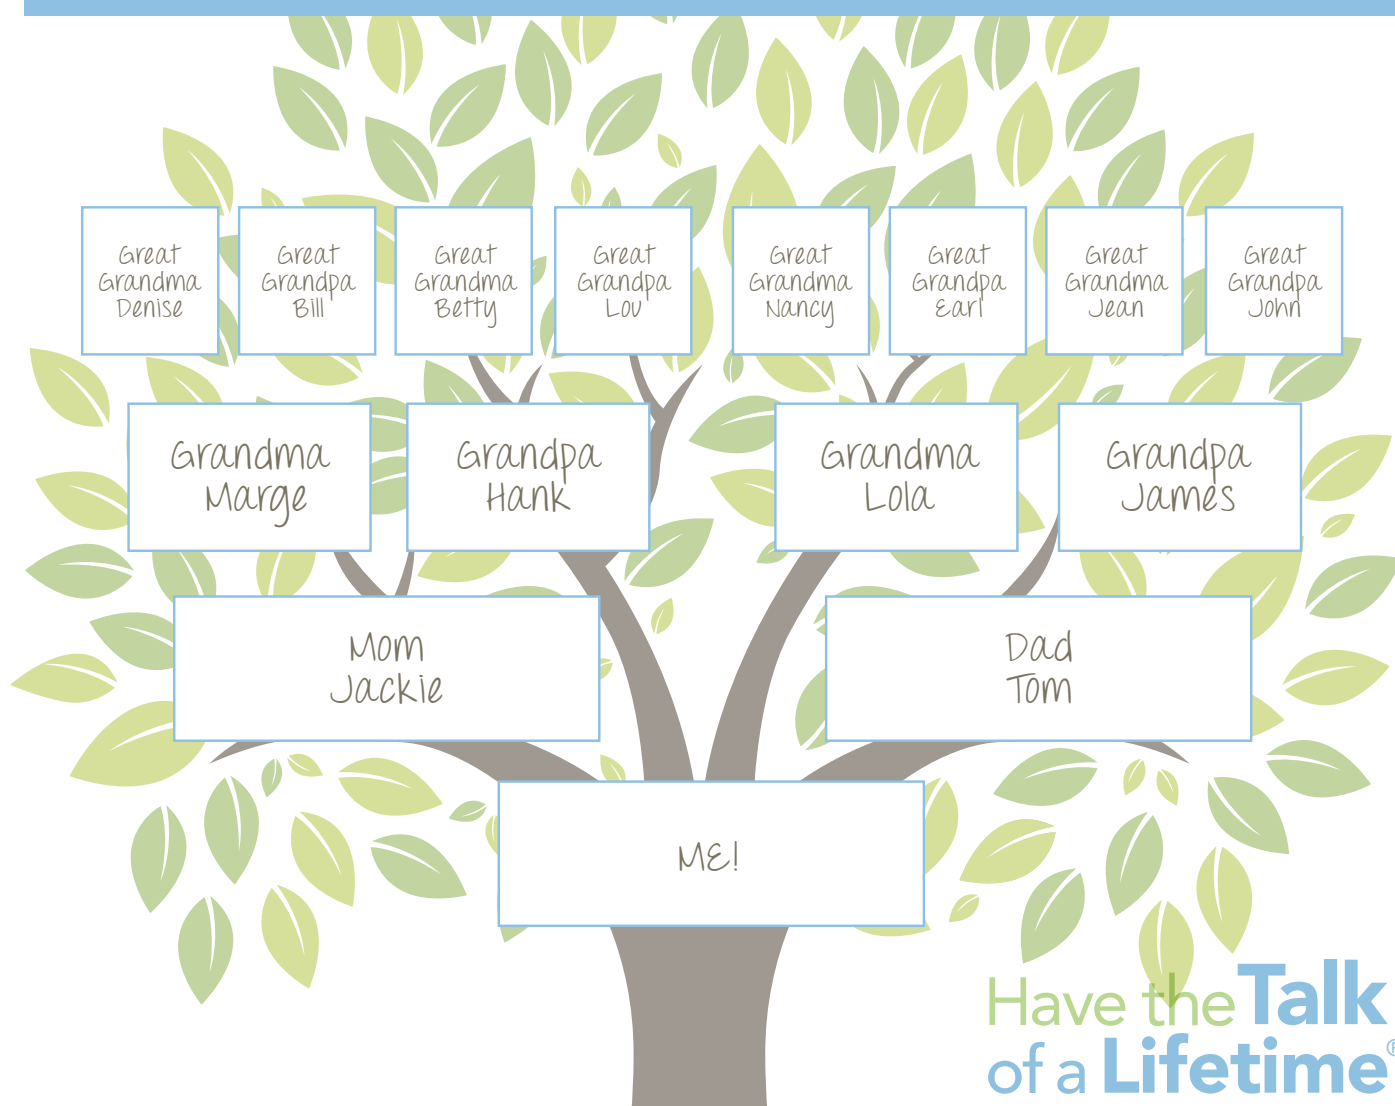 Great
Grandma
Denise
Great
Grandpa
Bill
Great
Grandma
Betty
Great
Grandpa
Lou
Great
Grandma
Nancy
Great
Grandpa
Earl
Great
Grandma
Jean
Great
Grandpa
John
Grandma
Marge
Grandpa
Hank
Grandma
Lola
Grandpa
James
Mom
Jackie
Dad
Tom
ME!
Have the Talk
of a Lifetime®